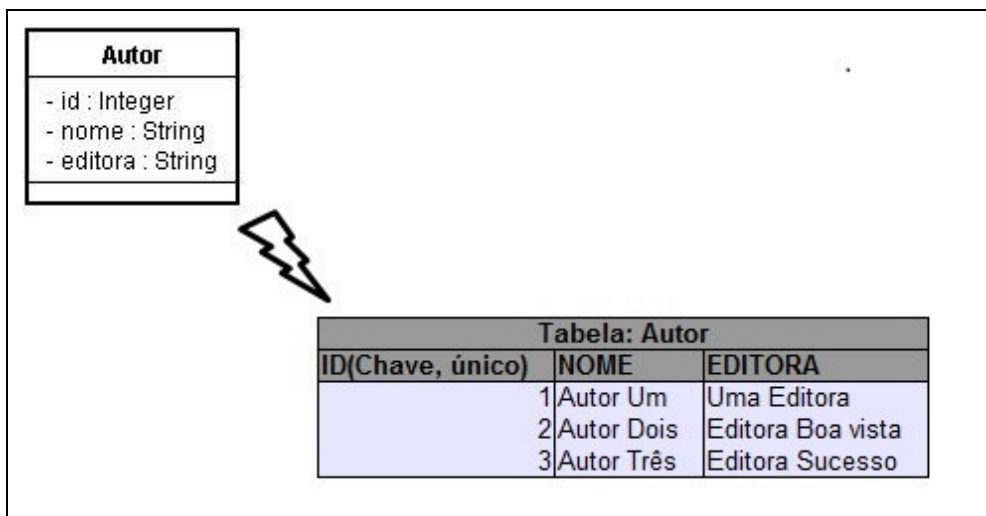 Autor
- id : Integer
- nome : String
- editora : String
Tabela: Autor
ID(Chave, único) NOME EDITORA
1 Autor Um Uma Editora
2 Autor Dois Editora Boa vista
3 Autor Três Editora Sucesso